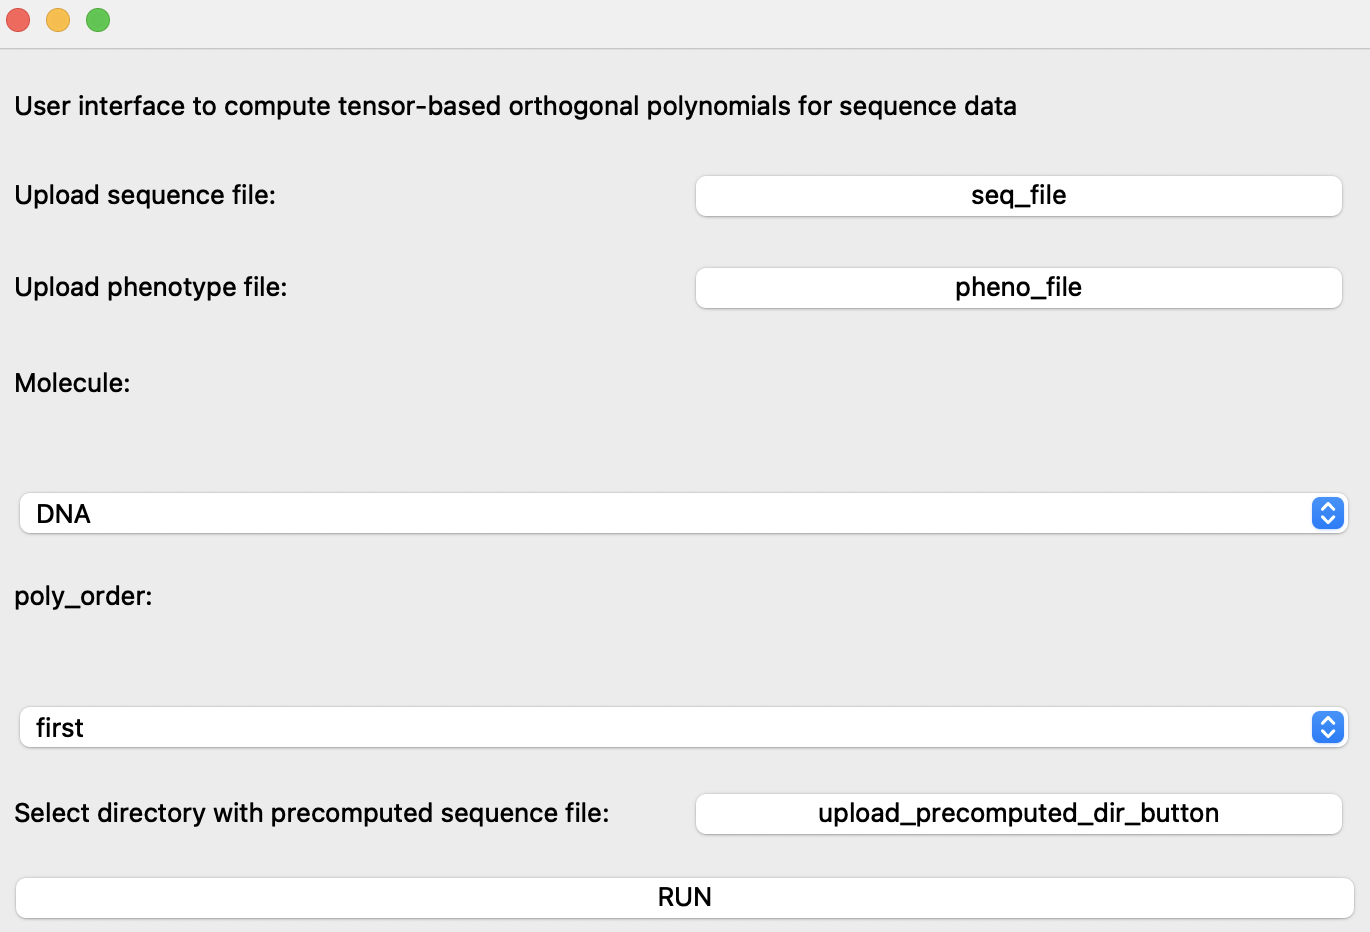 User interface to compute tensor-based orthogonal polynomials for sequence data
Upload sequence file:
seq_file
Upload phenotype file:
pheno_file
Molecule:
DNA
poly_order:
first
Select directory with precomputed sequence file:
upload_precomputed_dir_button
RUN